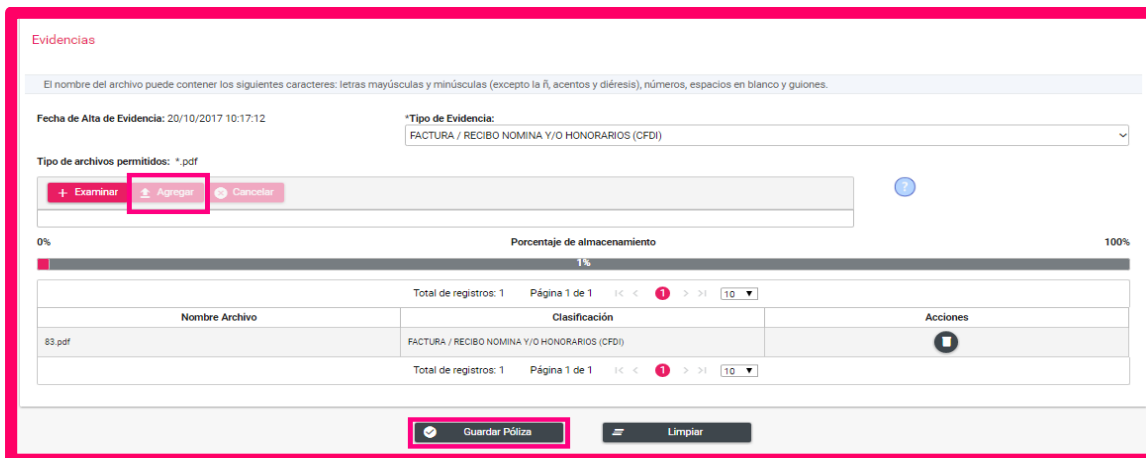 Evidencias
El nombre del archivo puede contener los siguientes caracteres: letras mayúsculas y minúsculas (excepto la ñ, acentos y diéresis), números, espacios en blanco y guiones.
Fecha de Alta de Evidencia: 20/10/2017 10:17:12
*Tipo de Evidencia:
FACTURA / RECIBO NOMINA Y/O HONORARIOS (CFDI)
Tipo de archivos permitidos: *.pdf
+ Examinar Agregar Cancelar ?
0% Porcentaje de almacenamiento 100%
1%
Total de registros: 1 Página 1 de 1 |< < 1 > >| 10 ▼
Nombre Archivo Clasificación Acciones
83.pdf FACTURA / RECIBO NOMINA Y/O HONORARIOS (CFDI)
Total de registros: 1 Página 1 de 1 |< < 1 > >| 10 ▼
Guardar Póliza Limpiar